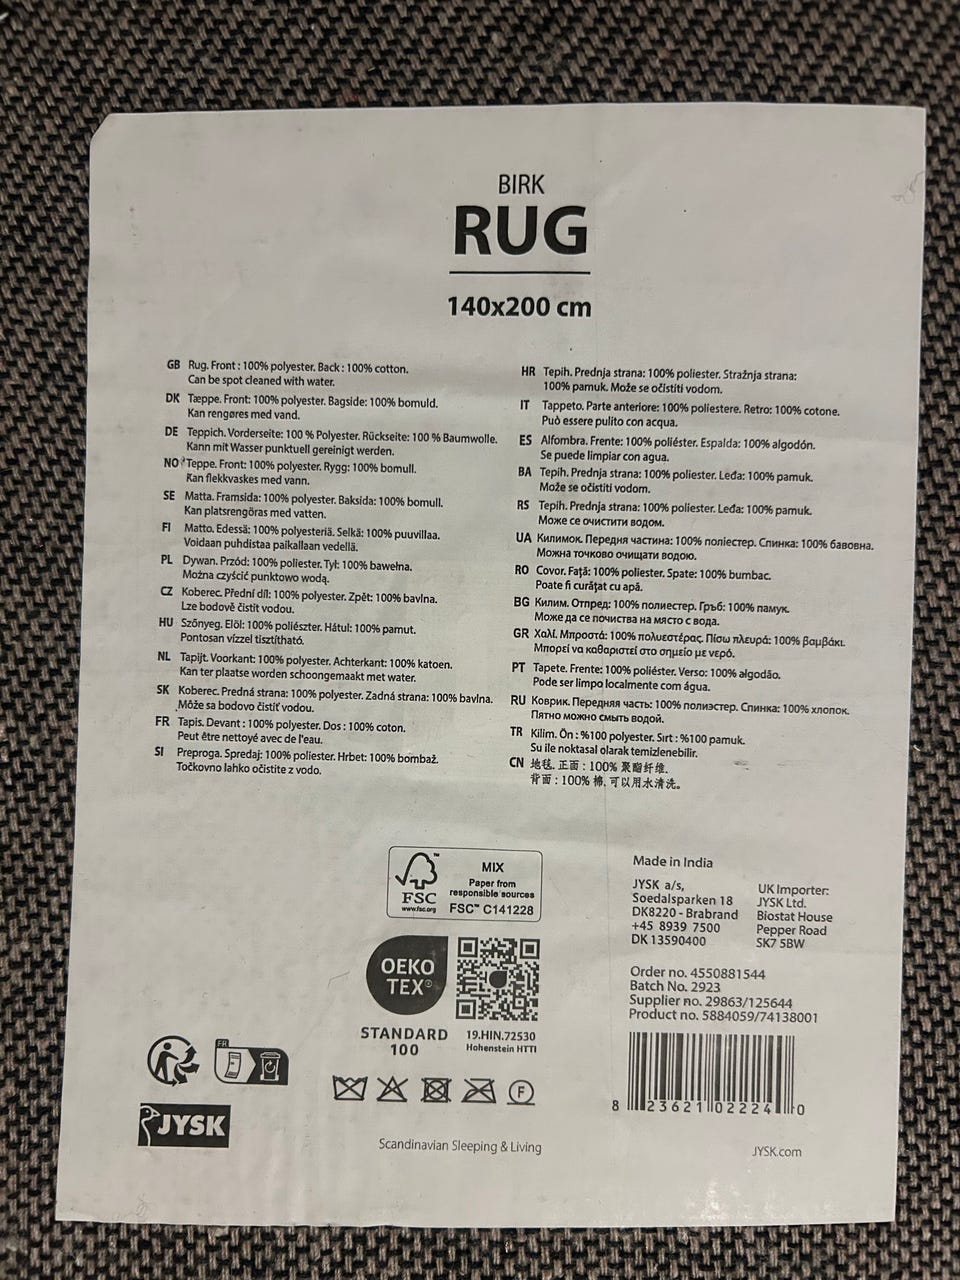 BIRK
RUG
140x200 cm
GB Rug. Front : 100% polyester. Back : 100% cotton.
Can be spot cleaned with water.
DK Tæppe. Front: 100% polyester. Bagside: 100% bomuld.
Kan rengøres med vand.
DE Teppich. Vorderseite: 100 % Polyester. Rückseite: 100 % Baumwolle.
Kann mit Wasser punktuell gereinigt werden.
NO Teppe. Front: 100% polyester. Rygg: 100% bomull.
Kan flekkvaskes med vann.
SE Matta. Framsida: 100% polyester. Baksida: 100% bomull.
Kan platsrengöras med vatten.
FI Matto. Edessä: 100% polyesteriä. Selkä: 100% puuvillaa.
Voidaan puhdistaa paikallaan vedellä.
PL Dywan. Przód: 100% poliester. Tył: 100% bawełna.
Można czyścić punktowo wodą.
CZ Koberec. Přední díl: 100% polyester. Zpět: 100% bavlna.
Lze bodově čistit vodou.
HU Szőnyeg. Elöl: 100% poliészter. Hátul: 100% pamut.
Pontosan vízzel tisztítható.
NL Tapijt. Voorkant: 100% polyester. Achterkant: 100% katoen.
Kan ter plaatse worden schoongemaakt met water.
SK Koberec. Predná strana: 100% polyester. Zadná strana: 100% bavlna.
Môže sa bodovo čistiť vodou.
FR Tapis. Devant : 100% polyester. Dos : 100% coton.
Peut être nettoyé avec de l'eau.
SI Preproga. Spredaj: 100% poliester. Hrbet: 100% bombaž.
Točkovno lahko očistite z vodo.
HR Tepih. Prednja strana: 100% poliester. Stražnja strana:
100% pamuk. Može se očistiti vodom.
IT Tappeto. Parte anteriore: 100% poliestere. Retro: 100% cotone.
Può essere pulito con acqua.
ES Alfombra. Frente: 100% poliéster. Espalda: 100% algodón.
Se puede limpiar con agua.
BA Tepih. Prednja strana: 100% poliester. Leđa: 100% pamuk.
Može se očistiti vodom.
RS Tepih. Prednja strana: 100% poliester. Leđa: 100% pamuk.
Може се очистити водом.
UA Килимок. Передня частина: 100% поліестер. Спинка: 100% бавовна.
Можна точково очищати водою.
RO Covor. Față: 100% poliester. Spate: 100% bumbac.
Poate fi curățat cu apă.
BG Килим. Отпред: 100% полиестер. Гръб: 100% памук.
Може да се почиства на място с вода.
GR Χαλί. Μπροστά: 100% πολυεστέρας. Πίσω πλευρά: 100% βαμβάκι.
Μπορεί να καθαριστεί στο σημείο με νερό.
PT Tapete. Frente: 100% poliéster. Verso: 100% algodão.
Pode ser limpo localmente com água.
RU Коврик. Передняя часть: 100% полиэстер. Спинка: 100% хлопок.
Пятно можно смыть водой.
TR Kilim. Ön : %100 polyester. Sırt : %100 pamuk.
Su ile noktasal olarak temizlenebilir.
CN 地毯. 正面 : 100% 聚酯纤维.
背面 : 100% 棉. 可以用水清洗。
MIX
Paper from
responsible sources
FSC™ C141228
FSC
www.fsc.org
OEKO
TEX®
STANDARD
100
19.HIN.72530
Hohenstein HTTI
Made in India
JYSK a/s,
Soedalsparken 18
DK8220 - Brabrand
+45 8939 7500
DK 13590400
UK Importer:
JYSK Ltd.
Biostat House
Pepper Road
SK7 5BW
Order no. 4550881544
Batch No. 2923
Supplier no. 29863/125644
Product no. 5884059/74138001
8 23621 02224 0
FR
F
JYSK
Scandinavian Sleeping & Living
JYSK.com